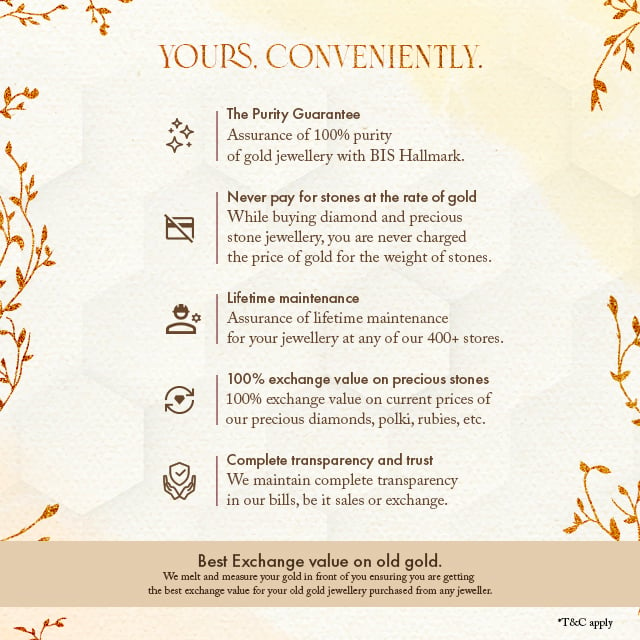 YOURS. CONVENIENTLY.
The Purity Guarantee
Assurance of 100% purity
of gold jewellery with BIS Hallmark.
Never pay for stones at the rate of gold
While buying diamond and precious
stone jewellery, you are never charged
the price of gold for the weight of stones.
Lifetime maintenance
Assurance of lifetime maintenance
for your jewellery at any of our 400+ stores.
100% exchange value on precious stones
100% exchange value on current prices of
our precious diamonds, polki, rubies, etc.
Complete transparency and trust
We maintain complete transparency
in our bills, be it sales or exchange.
Best Exchange value on old gold.
We melt and measure your gold in front of you ensuring you are getting
the best exchange value for your old gold jewellery purchased from any jeweller.
*T&C apply